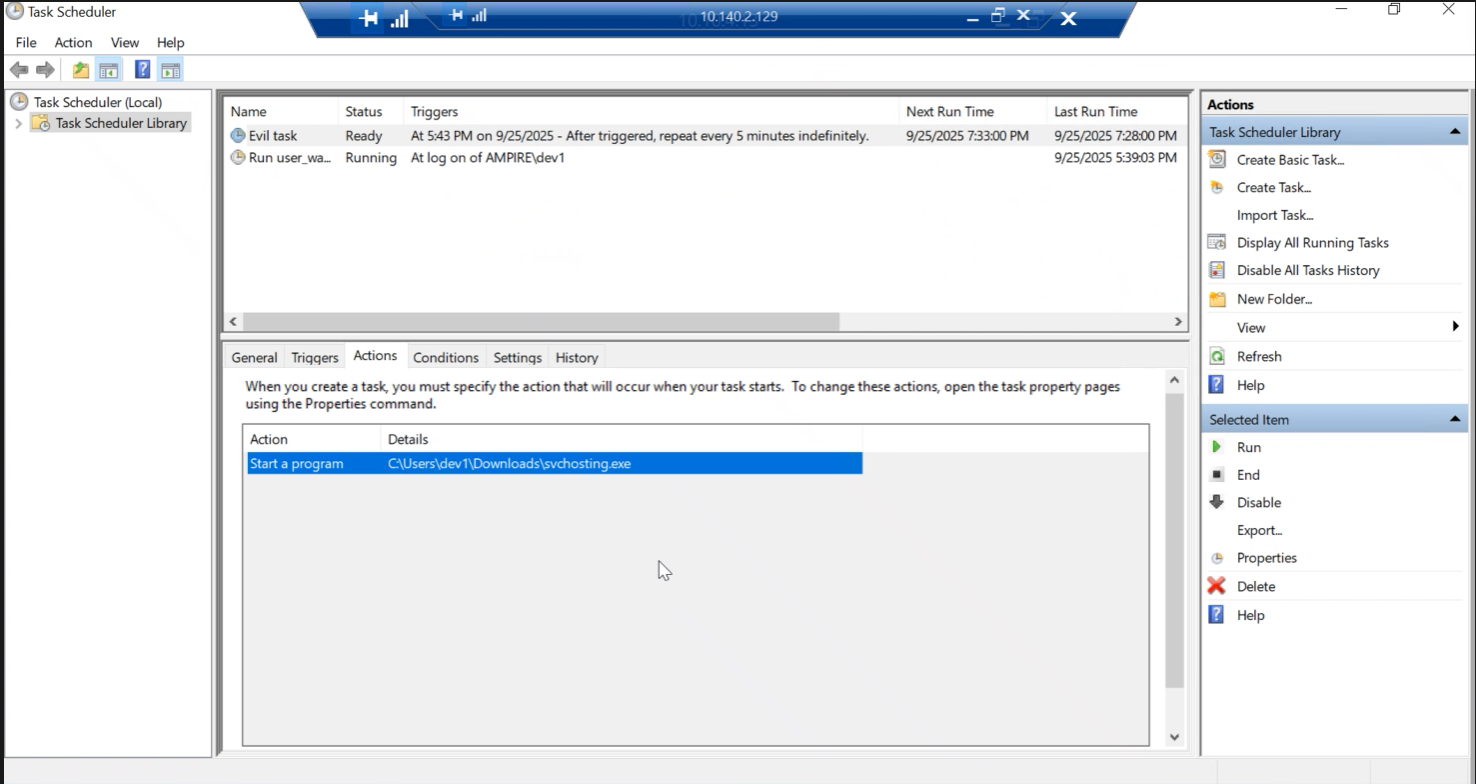 Task Scheduler
10.140.2.129
File Action View Help
Task Scheduler (Local)
Task Scheduler Library
Name Status Triggers Next Run Time Last Run Time
Evil task Ready At 5:43 PM on 9/25/2025 - After triggered, repeat every 5 minutes indefinitely. 9/25/2025 7:33:00 PM 9/25/2025 7:28:00 PM
Run user_wa... Running At log on of AMPIRE\dev1 9/25/2025 5:39:03 PM
General Triggers Actions Conditions Settings History
When you create a task, you must specify the action that will occur when your task starts. To change these actions, open the task property pages
using the Properties command.
Action Details
Start a program C:\Users\dev1\Downloads\svchosting.exe
Actions
Task Scheduler Library
Create Basic Task...
Create Task...
Import Task...
Display All Running Tasks
Disable All Tasks History
New Folder...
View
Refresh
Help
Selected Item
Run
End
Disable
Export...
Properties
Delete
Help